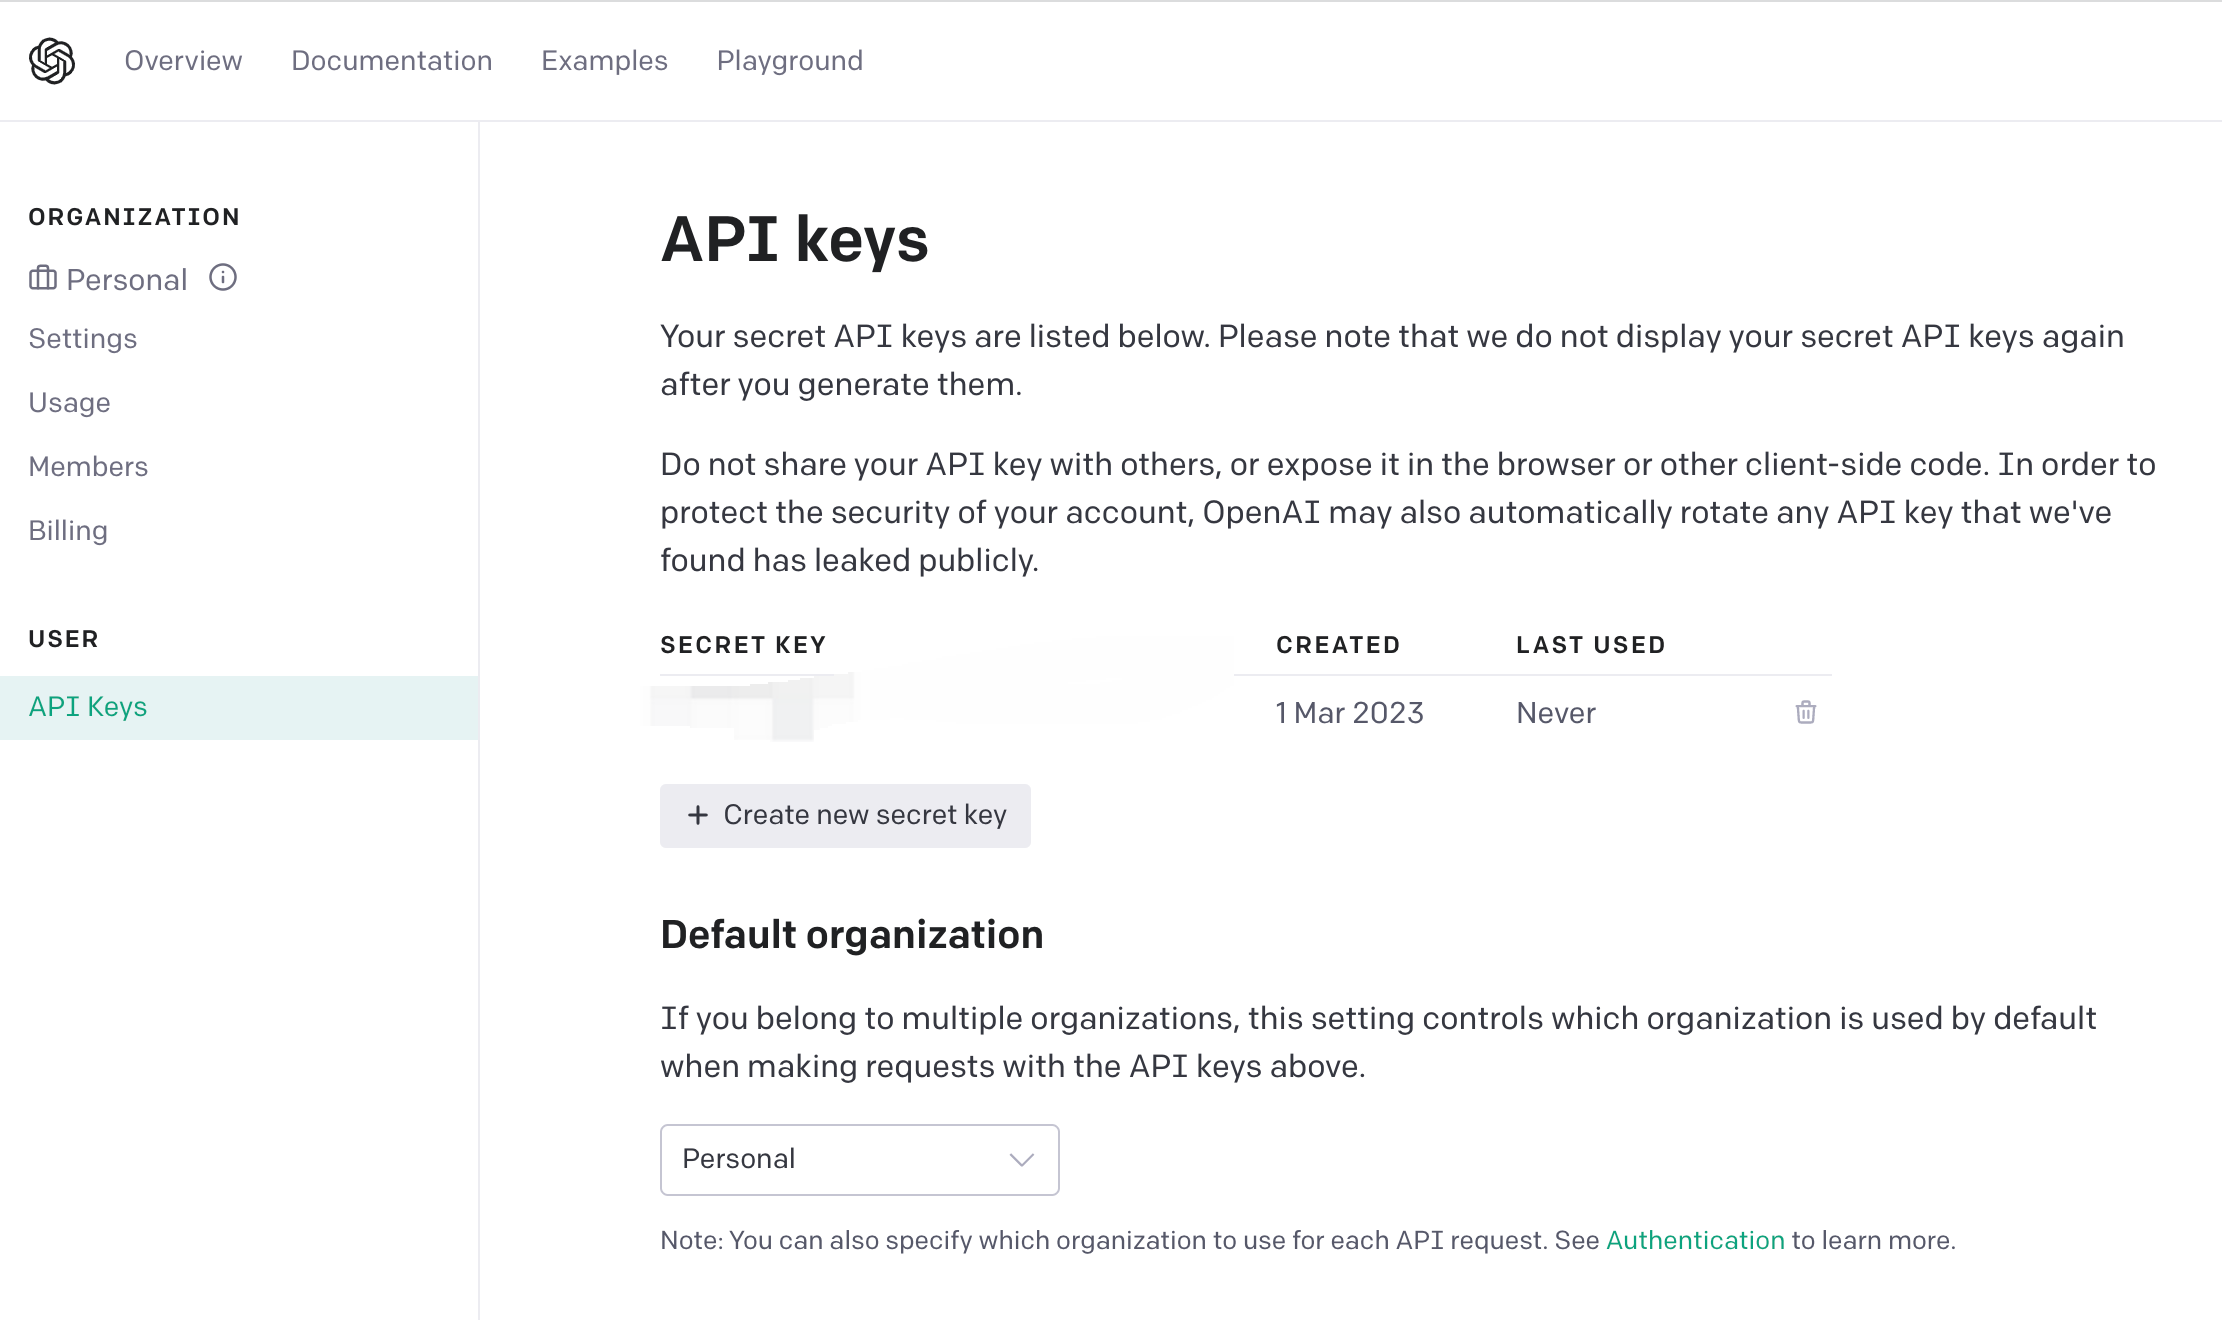 Overview Documentation Examples Playground
ORGANIZATION
Personal
Settings
Usage
Members
Billing
USER
API Keys
API keys
Your secret API keys are listed below. Please note that we do not display your secret API keys again
after you generate them.
Do not share your API key with others, or expose it in the browser or other client-side code. In order to
protect the security of your account, OpenAI may also automatically rotate any API key that we've
found has leaked publicly.
SECRET KEY CREATED LAST USED
1 Mar 2023 Never
+ Create new secret key
Default organization
If you belong to multiple organizations, this setting controls which organization is used by default
when making requests with the API keys above.
Personal
Note: You can also specify which organization to use for each API request. See Authentication to learn more.